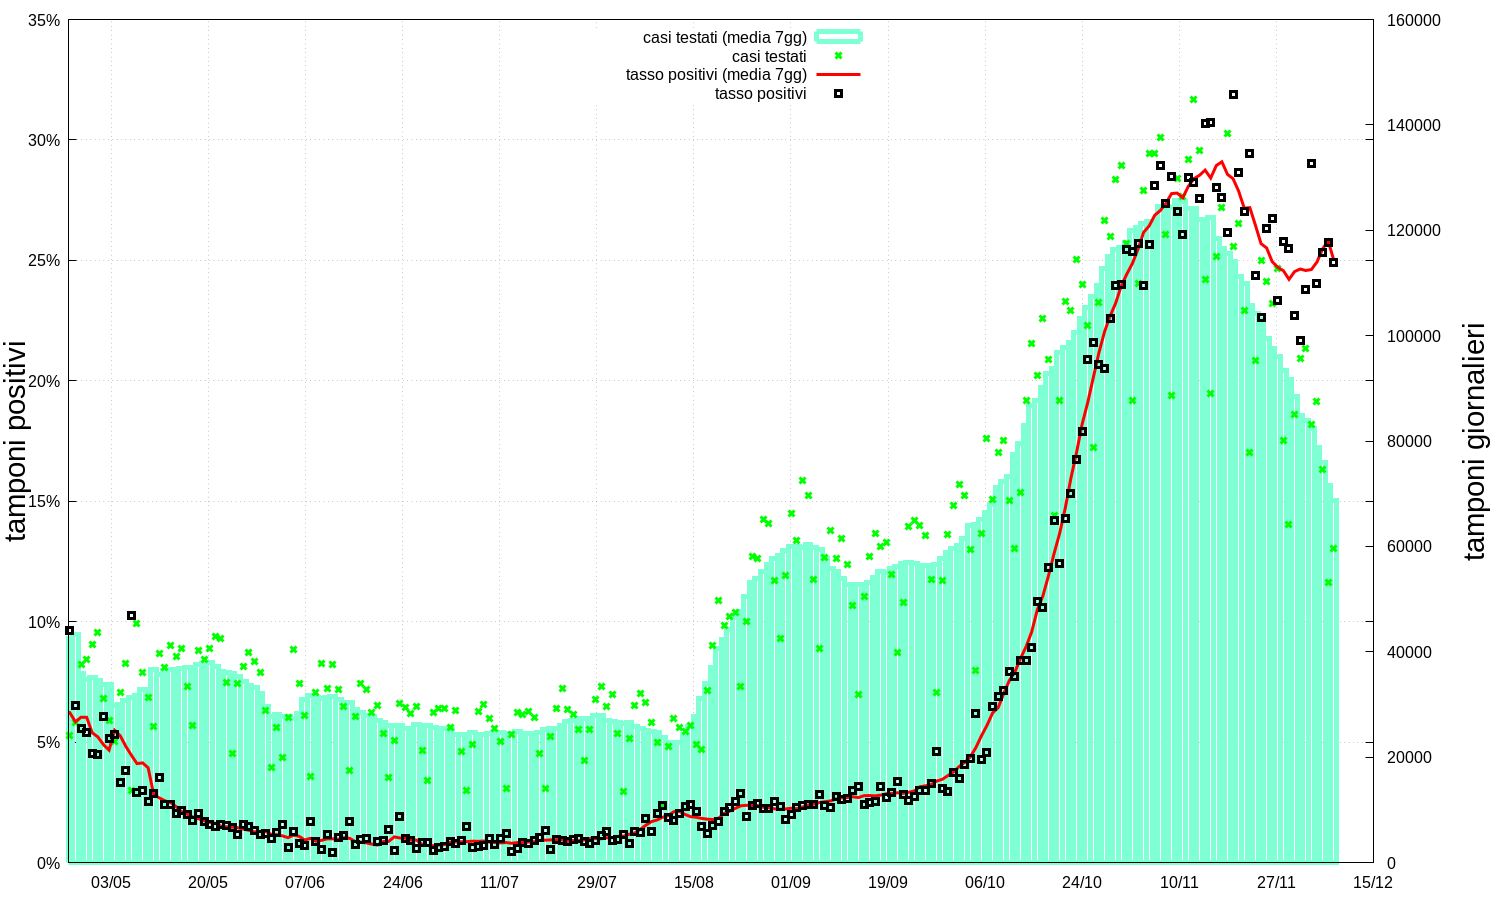 casi testati (media 7gg)
casi testati
tasso positivi (media 7gg)
tasso positivi
35%
30%
25%
20%
15%
10%
5%
0%
tamponi positivi
160000
140000
120000
100000
80000
60000
40000
20000
0
tamponi giornalieri
03/05 20/05 07/06 24/06 11/07 29/07 15/08 01/09 19/09 06/10 24/10 10/11 27/11 15/12